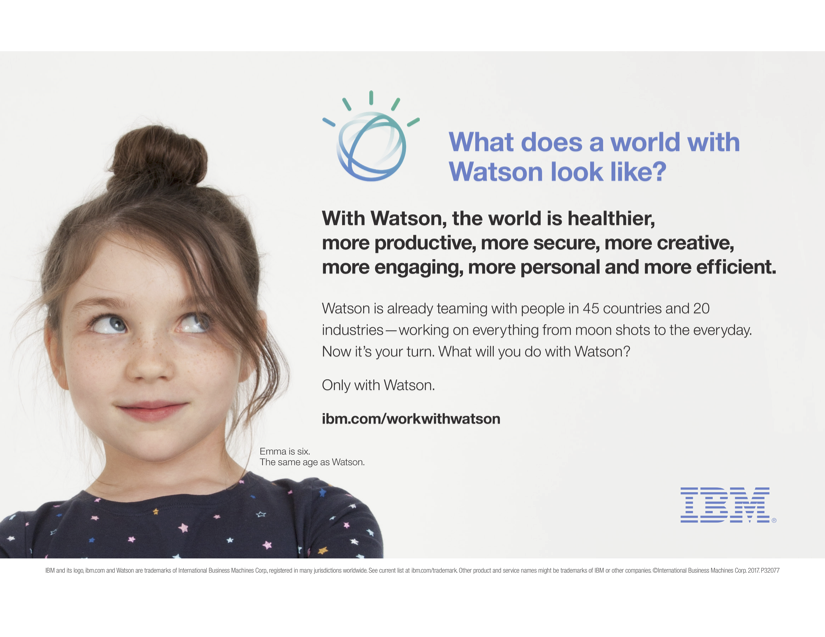 What does a world with
Watson look like?
With Watson, the world is healthier,
more productive, more secure, more creative,
more engaging, more personal and more efficient.
Watson is already teaming with people in 45 countries and 20
industries—working on everything from moon shots to the everyday.
Now it's your turn. What will you do with Watson?
Only with Watson.
ibm.com/workwithwatson
Emma is six.
The same age as Watson.
IBM®
IBM and its logo, ibm.com and Watson are trademarks of International Business Machines Corp, registered in many jurisdictions worldwide. See current list at ibm.com/trademark. Other product and service names might be trademarks of IBM or other companies. ©International Business Machines Corp. 2017. P32077